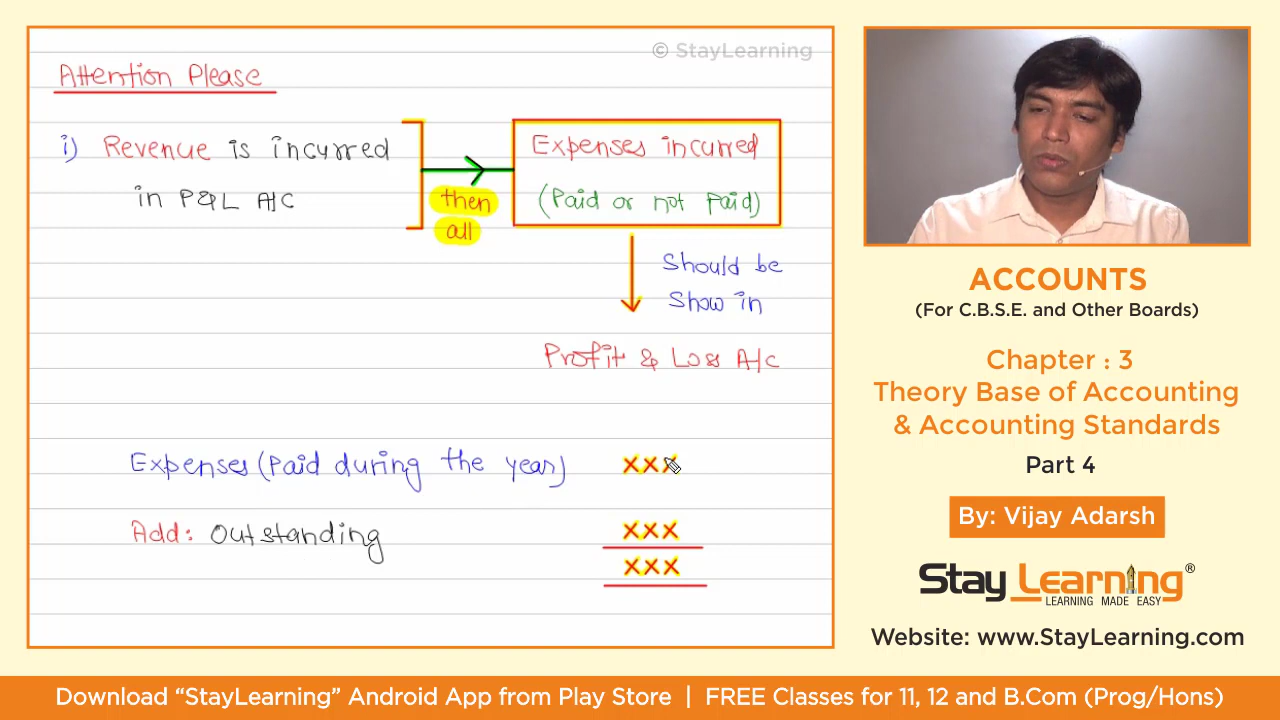 © StayLearning
Attention Please
i) Revenue is incurred
in P&L A/C
then
all
Expenses incurred
(Paid or not Paid)
Should be
Show in
Profit & Loss A/C
Expenses (Paid during the year) xxx
Add: Outstanding xxx
xxx
ACCOUNTS
(For C.B.S.E. and Other Boards)
Chapter : 3
Theory Base of Accounting
& Accounting Standards
Part 4
By: Vijay Adarsh
Stay Learning®
LEARNING MADE EASY
Website: www.StayLearning.com
Download “StayLearning” Android App from Play Store | FREE Classes for 11, 12 and B.Com (Prog/Hons)